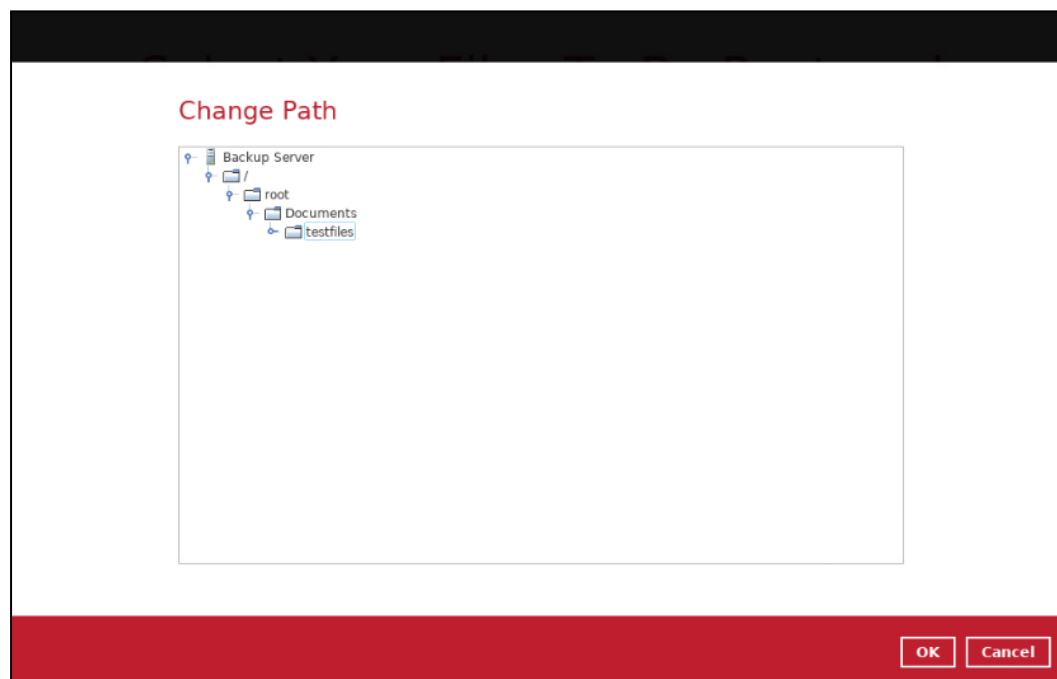 Change Path
Backup Server
/
root
Documents
testfiles
OK Cancel